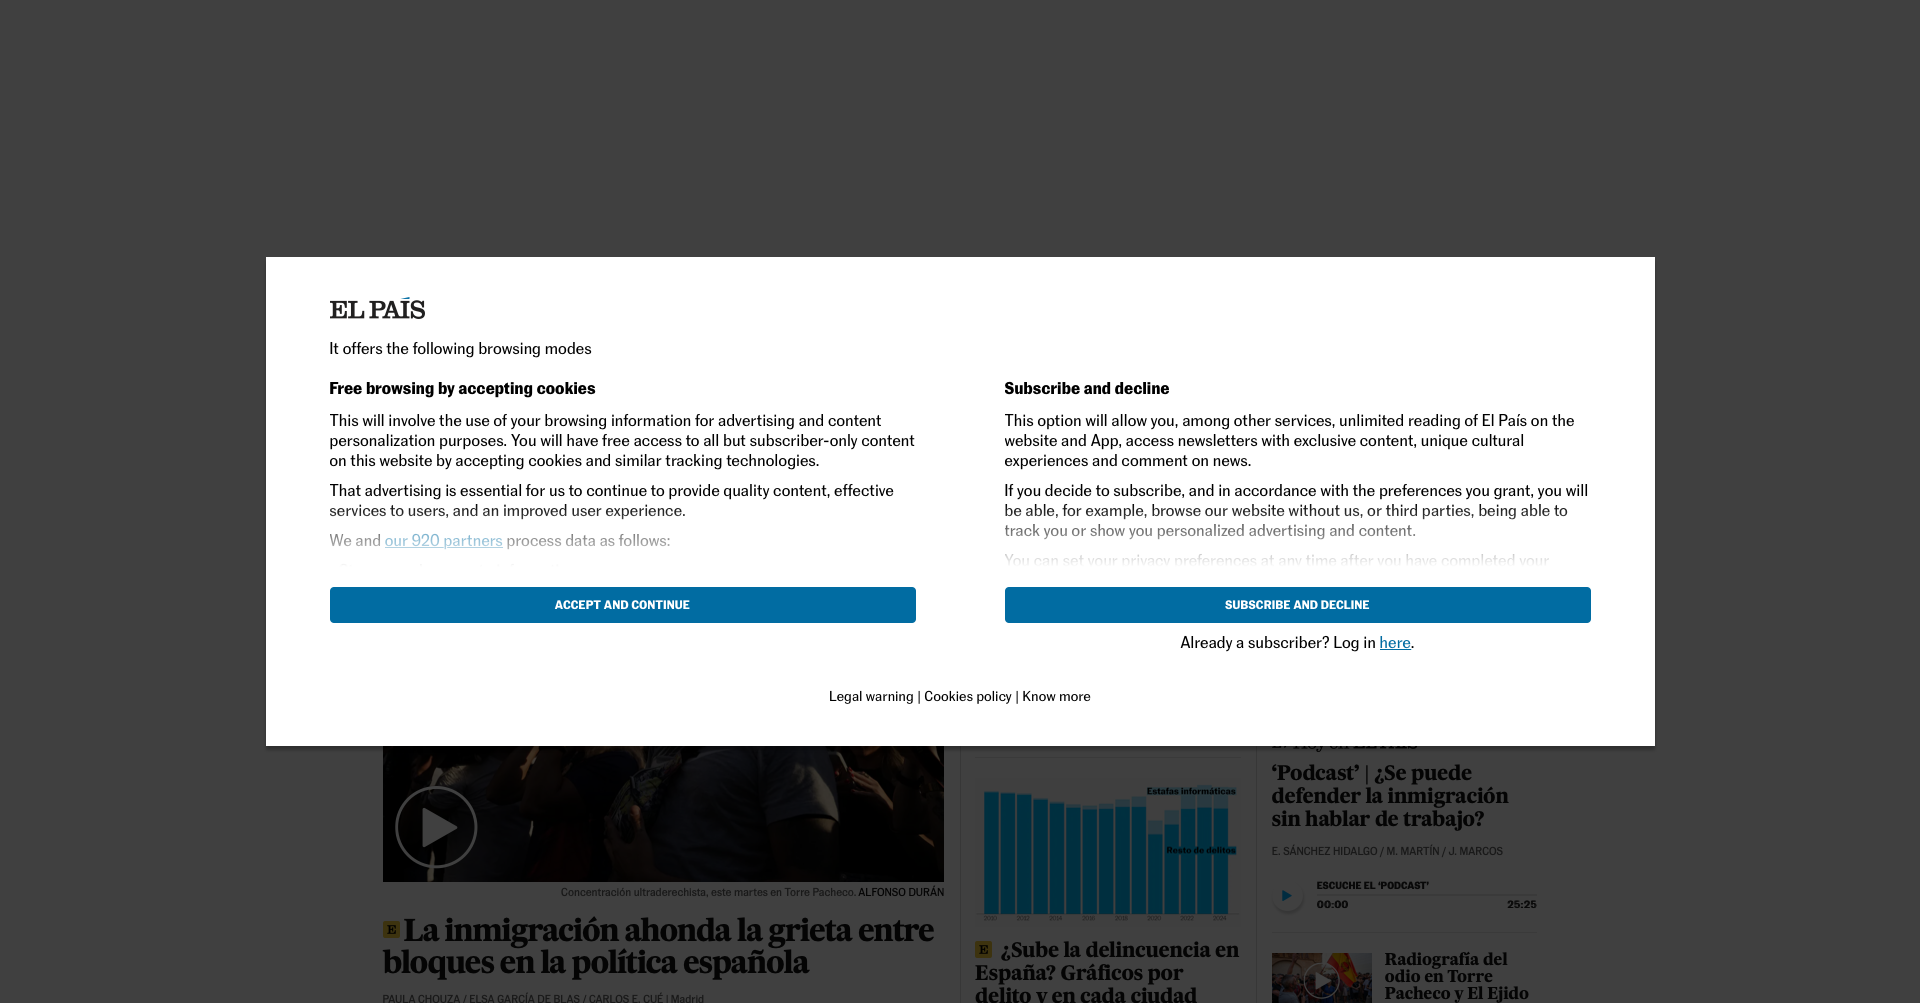 EL PAÍS
It offers the following browsing modes
Free browsing by accepting cookies
This will involve the use of your browsing information for advertising and content
personalization purposes. You will have free access to all but subscriber-only content
on this website by accepting cookies and similar tracking technologies.
That advertising is essential for us to continue to provide quality content, effective
services to users, and an improved user experience.
We and our 920 partners process data as follows:
ACCEPT AND CONTINUE
Subscribe and decline
This option will allow you, among other services, unlimited reading of El País on the
website and App, access newsletters with exclusive content, unique cultural
experiences and comment on news.
If you decide to subscribe, and in accordance with the preferences you grant, you will
be able, for example, browse our website without us, or third parties, being able to
track you or show you personalized advertising and content.
You can set your privacy preferences at any time after you have completed your
SUBSCRIBE AND DECLINE
Already a subscriber? Log in here.
Legal warning | Cookies policy | Know more
Concentración ultraderechista, este martes en Torre Pacheco. ALFONSO DURÁN
E La inmigración ahonda la grieta entre
bloques en la política española
PAULA CHOUZA / ELSA GARCÍA DE BLAS / CARLOS E. CUÉ | Madrid
Estafas informáticas
Resto de delitos
2010 2012 2014 2016 2018 2020 2022 2024
E ¿Sube la delincuencia en
España? Gráficos por
delito y en cada ciudad
‘Podcast’ | ¿Se puede
defender la inmigración
sin hablar de trabajo?
E. SÁNCHEZ HIDALGO / M. MARTÍN / J. MARCOS
ESCUCHE EL ‘PODCAST’
00:00 25:25
Radiografía del
odio en Torre
Pacheco y El Ejido